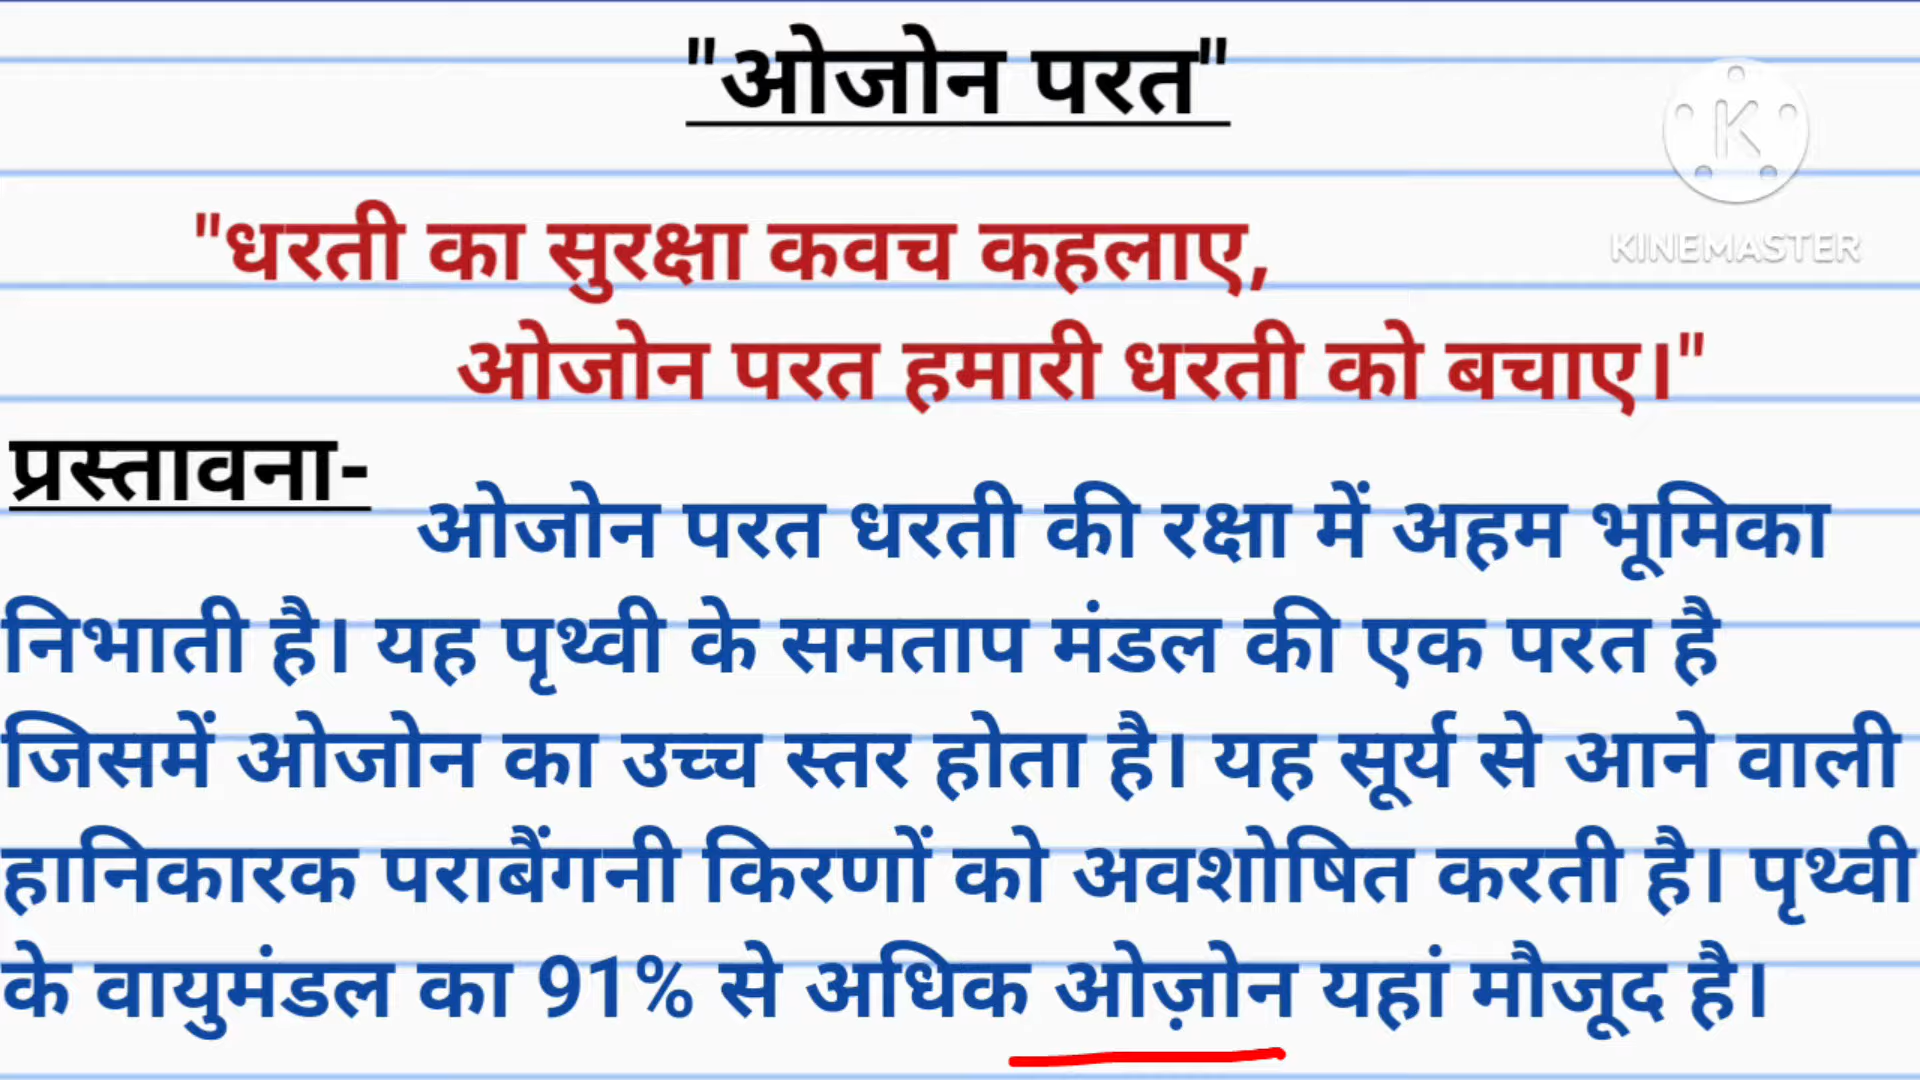 "ओजोन परत"
"धरती का सुरक्षा कवच कहलाए,
ओजोन परत हमारी धरती को बचाए।"
प्रस्तावना-
ओजोन परत धरती की रक्षा में अहम भूमिका
निभाती है। यह पृथ्वी के समताप मंडल की एक परत है
जिसमें ओजोन का उच्च स्तर होता है। यह सूर्य से आने वाली
हानिकारक पराबैंगनी किरणों को अवशोषित करती है। पृथ्वी
के वायुमंडल का 91% से अधिक ओज़ोन यहां मौजूद है।
K
KINEMASTER